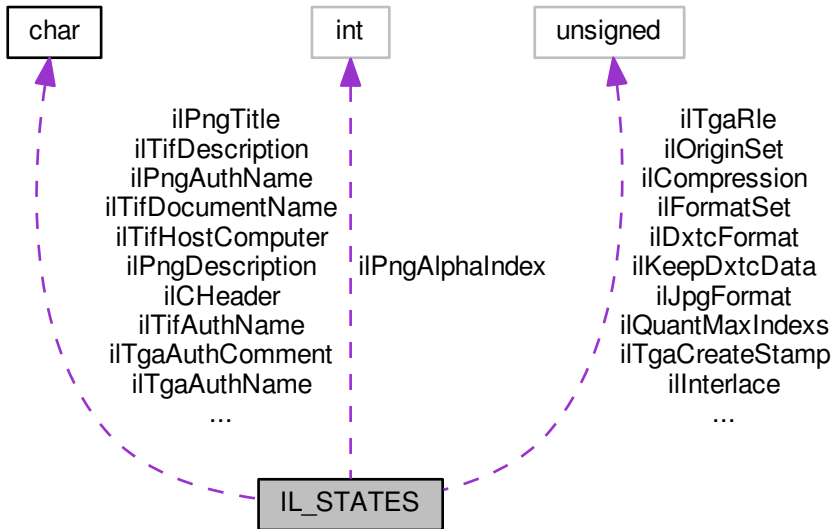 char
int
unsigned
ilPngTitle
ilTifDescription
ilPngAuthName
ilTifDocumentName
ilTifHostComputer
ilPngDescription
ilCHeader
ilTifAuthName
ilTgaAuthComment
ilTgaAuthName
...
ilPngAlphaIndex
ilTgaRle
ilOriginSet
ilCompression
ilFormatSet
ilDxtcFormat
ilKeepDxtcData
ilJpgFormat
ilQuantMaxIndexs
ilTgaCreateStamp
ilInterlace
...
IL_STATES